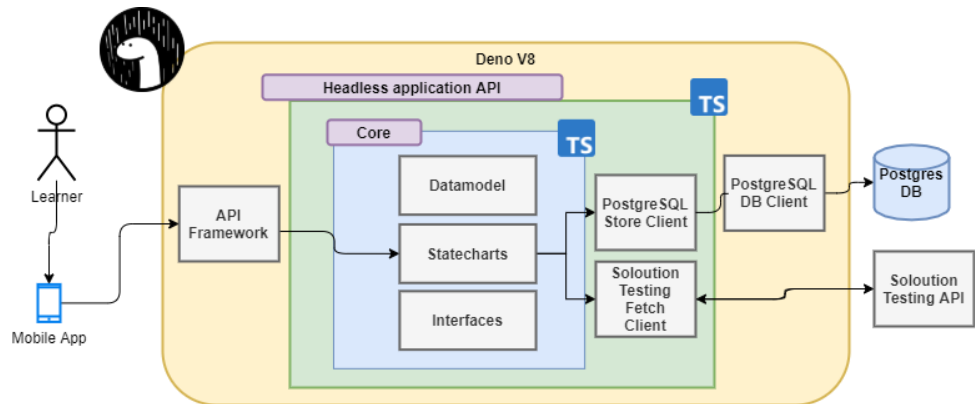 Deno V8
Headless application API
TS
Core
TS
Learner
Mobile App
API
Framework
Datamodel
Statecharts
Interfaces
PostgreSQL
Store Client
Soloution
Testing
Fetch
Client
PostgreSQL
DB Client
Postgres
DB
Soloution
Testing API